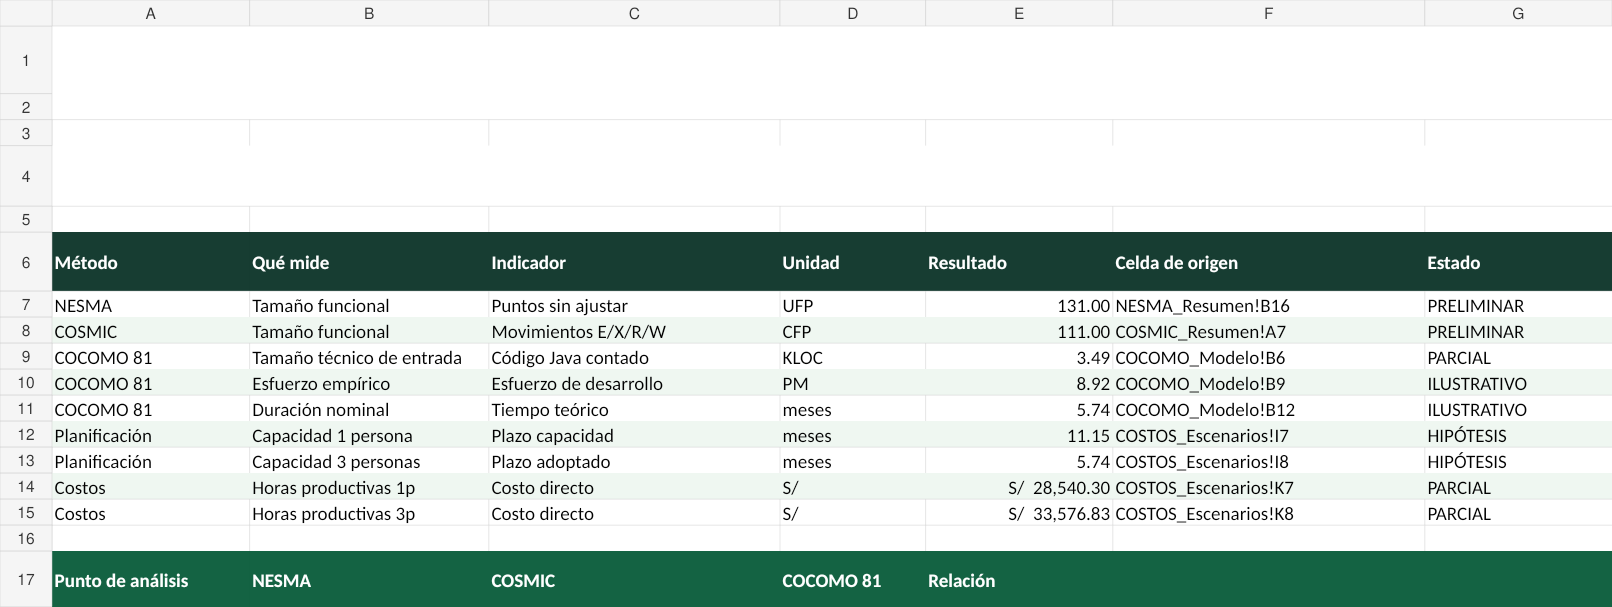 A B C D E F G
1
2
3
4
5
6 Método Qué mide Indicador Unidad Resultado Celda de origen Estado
7 NESMA Tamaño funcional Puntos sin ajustar UFP 131.00 NESMA_Resumen!B16 PRELIMINAR
8 COSMIC Tamaño funcional Movimientos E/X/R/W CFP 111.00 COSMIC_Resumen!A7 PRELIMINAR
9 COCOMO 81 Tamaño técnico de entrada Código Java contado KLOC 3.49 COCOMO_Modelo!B6 PARCIAL
10 COCOMO 81 Esfuerzo empírico Esfuerzo de desarrollo PM 8.92 COCOMO_Modelo!B9 ILUSTRATIVO
11 COCOMO 81 Duración nominal Tiempo teórico meses 5.74 COCOMO_Modelo!B12 ILUSTRATIVO
12 Planificación Capacidad 1 persona Plazo capacidad meses 11.15 COSTOS_Escenarios!I7 HIPÓTESIS
13 Planificación Capacidad 3 personas Plazo adoptado meses 5.74 COSTOS_Escenarios!I8 HIPÓTESIS
14 Costos Horas productivas 1p Costo directo S/ S/ 28,540.30 COSTOS_Escenarios!K7 PARCIAL
15 Costos Horas productivas 3p Costo directo S/ S/ 33,576.83 COSTOS_Escenarios!K8 PARCIAL
16
17 Punto de análisis NESMA COSMIC COCOMO 81 Relación